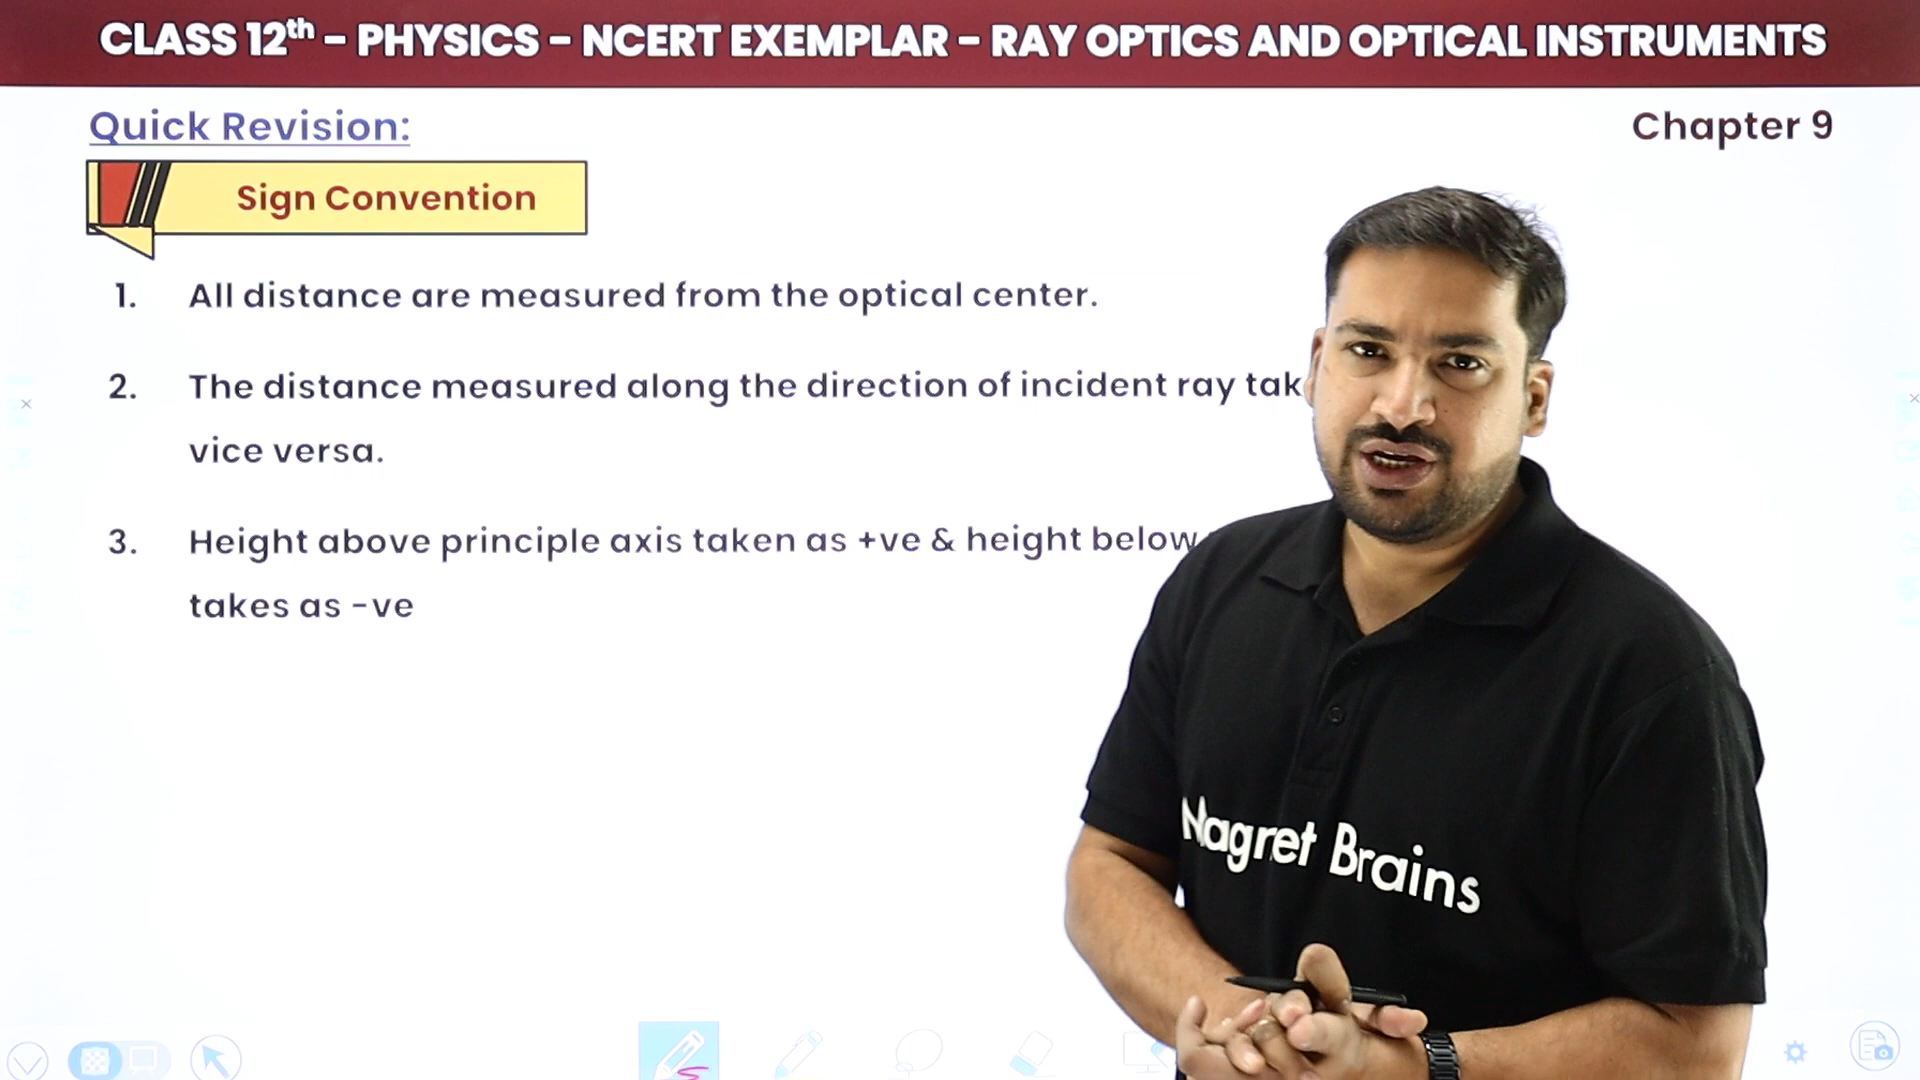 CLASS 12th - PHYSICS - NCERT EXEMPLAR - RAY OPTICS AND OPTICAL INSTRUMENTS
Quick Revision:
Chapter 9
Sign Convention
1. All distance are measured from the optical center.
2. The distance measured along the direction of incident ray tak
vice versa.
3. Height above principle axis taken as +ve & height below
takes as -ve
Magnet Brains